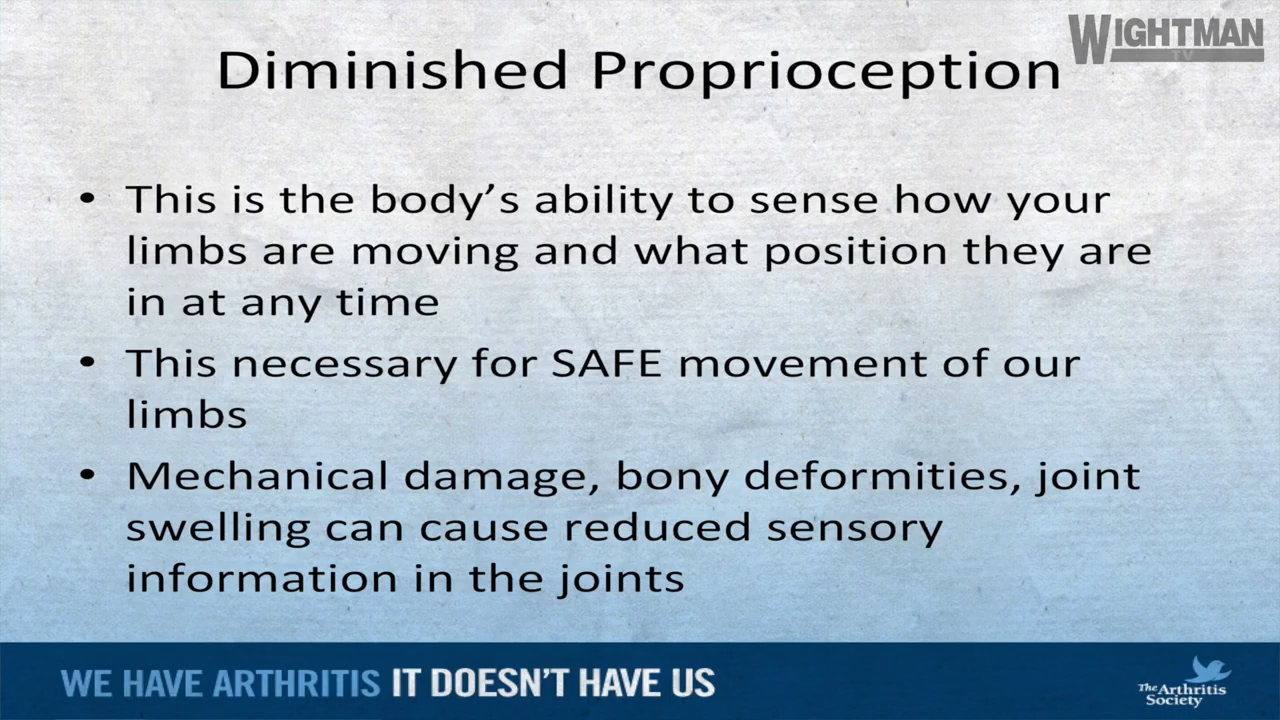 WIGHTMAN
TV
Diminished Proprioception
• This is the body’s ability to sense how your
limbs are moving and what position they are
in at any time
• This necessary for SAFE movement of our
limbs
• Mechanical damage, bony deformities, joint
swelling can cause reduced sensory
information in the joints
WE HAVE ARTHRITIS IT DOESN’T HAVE US
The Arthritis
Society